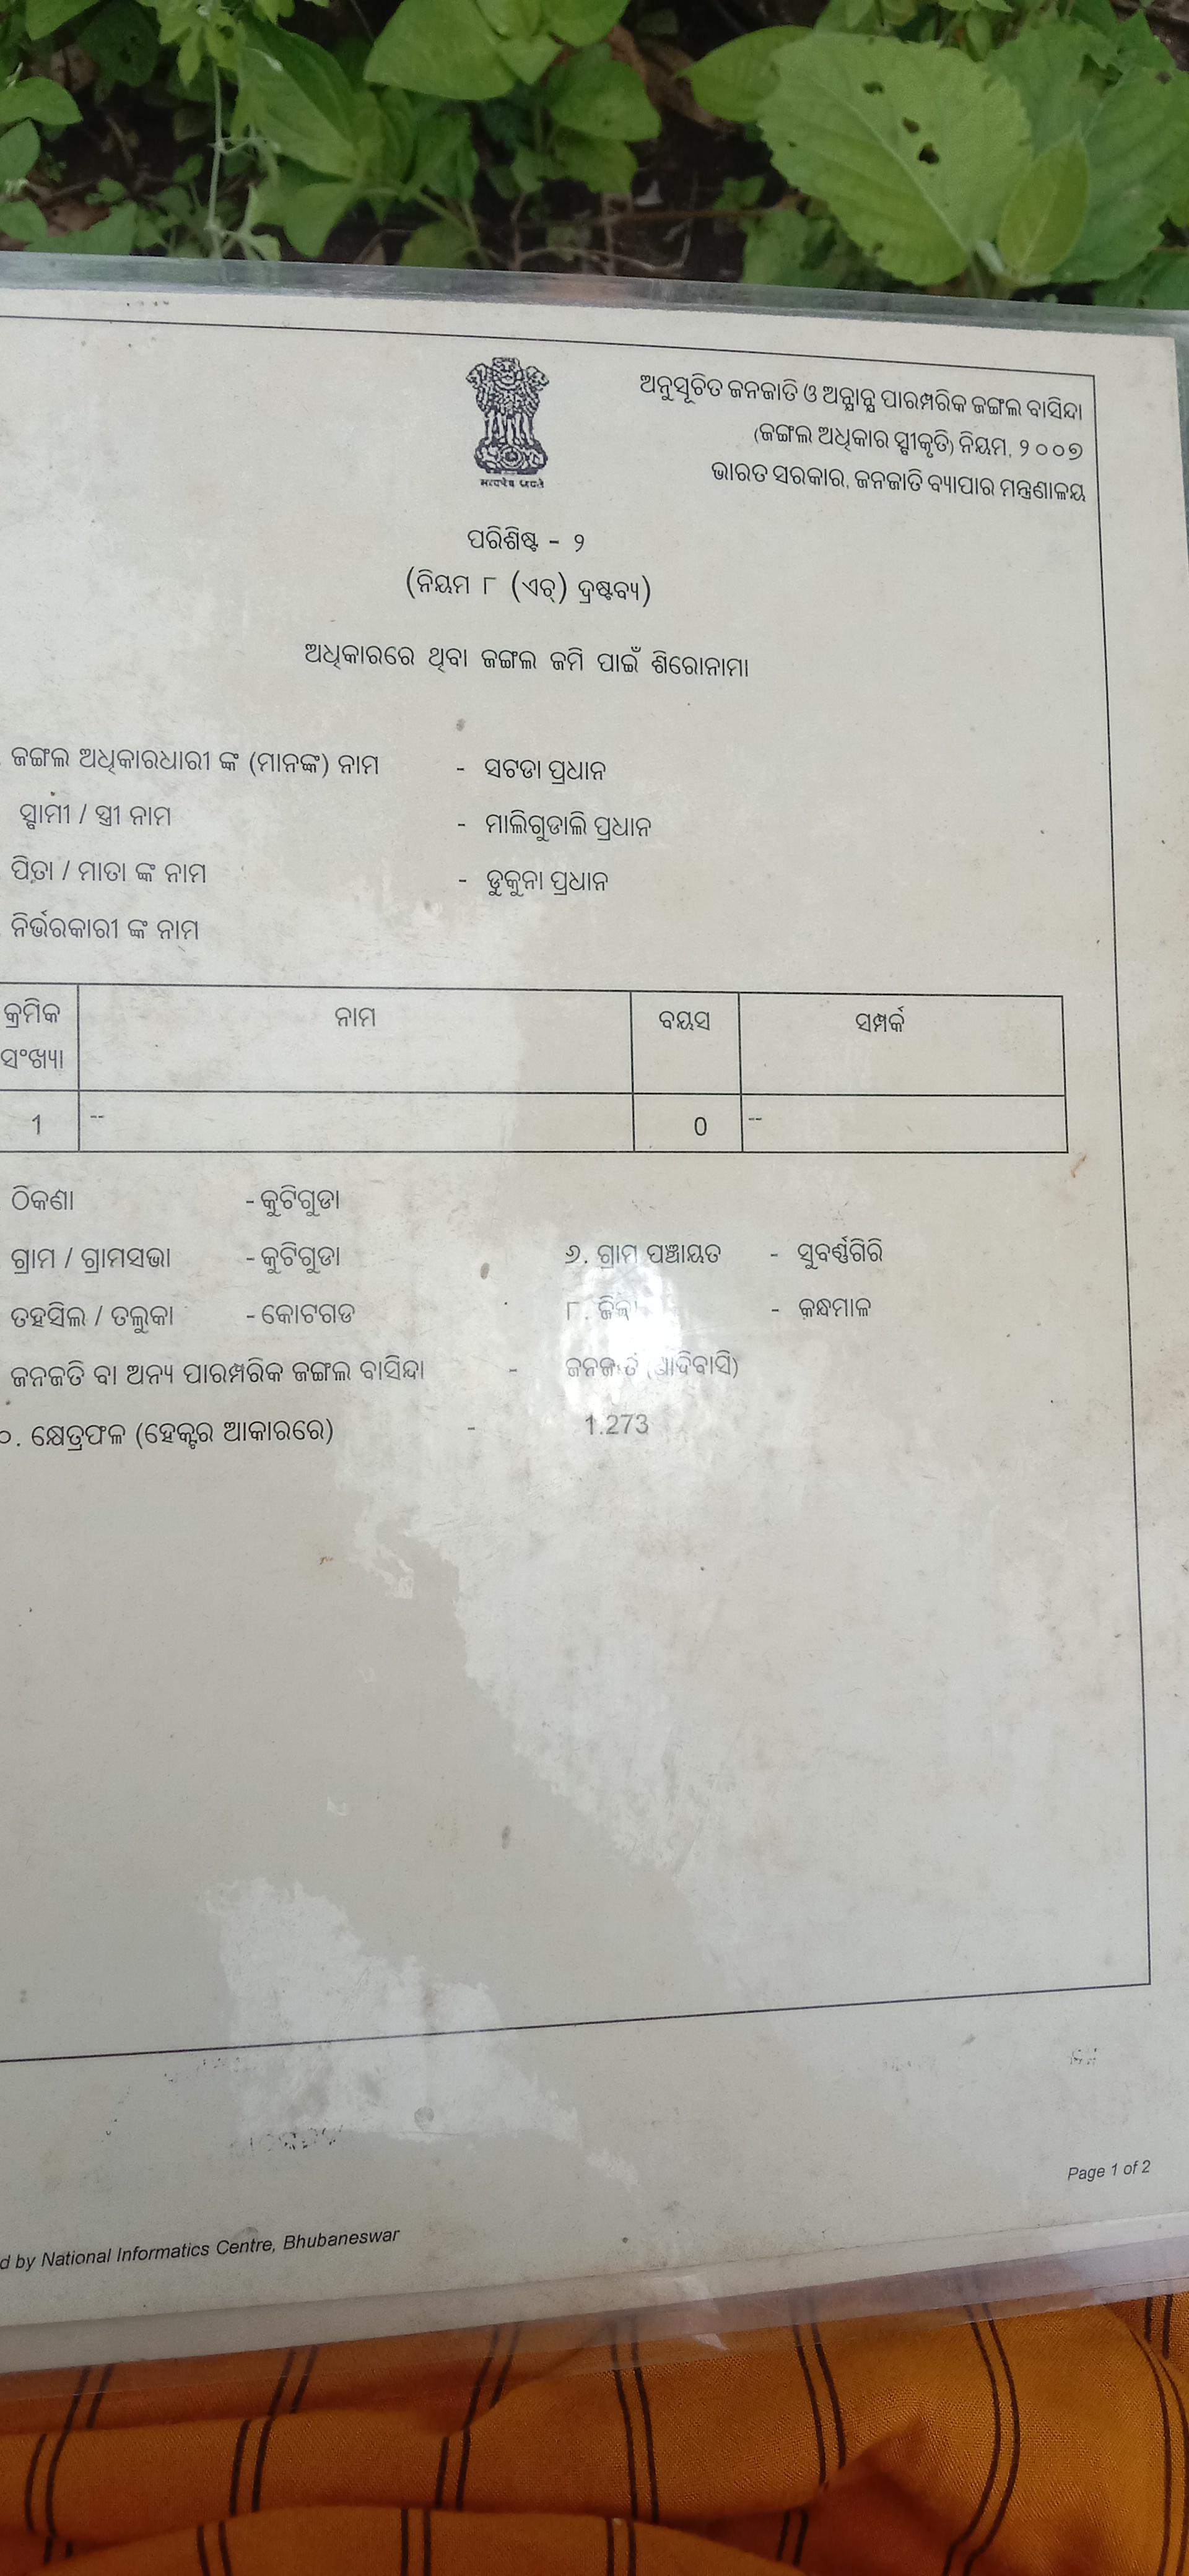 ଅନୁସୂଚିତ ଜନଜାତି ଓ ଅନ୍ଯାନ୍ଯ ପାରମ୍ପରିକ ଜଙ୍ଗଲ ବାସିନ୍ଦା
(ଜଙ୍ଗଲ ଅଧିକାର ସ୍ବୀକୃତି) ନିୟମ, ୨୦୦୭
ଭାରତ ସରକାର, ଜନଜାତି ବ୍ୟାପାର ମନ୍ତ୍ରଣାଳୟ
ପରିଶିଷ୍ଟ - ୨
(ନିୟମ ୮ (ଏଚ୍) ଦ୍ରଷ୍ଟବ୍ୟ)
ଅଧିକାରରେ ଥିବା ଜଙ୍ଗଲ ଜମି ପାଇଁ ଶିରୋନାମା
ଜଙ୍ଗଲ ଅଧିକାରଧାରୀ ଙ୍କ (ମାନଙ୍କ) ନାମ - ସଟଡା ପ୍ରଧାନ
ସ୍ବାମୀ / ସ୍ତ୍ରୀ ନାମ - ମାଲିଗୁଡାଲି ପ୍ରଧାନ
ପିତା / ମାତା ଙ୍କ ନାମ - ଡୁକୁନା ପ୍ରଧାନ
ନିର୍ଭରକାରୀ ଙ୍କ ନାମ
କ୍ରମିକ ସଂଖ୍ୟା ନାମ ବୟସ ସମ୍ପର୍କ
1 -- 0 --
ଠିକଣା - କୁଟିଗୁଡା
ଗ୍ରାମ / ଗ୍ରାମସଭା - କୁଟିଗୁଡା ୬. ଗ୍ରାମ ପଞ୍ଚାୟତ - ସୁବର୍ଣ୍ଣଗିରି
ତହସିଲ / ତଲୁକା - କୋଟଗଡ ୮. - କନ୍ଧମାଳ
ଜନଜତି ବା ଅନ୍ୟ ପାରମ୍ପରିକ ଜଙ୍ଗଲ ବାସିନ୍ଦା -
୦. କ୍ଷେତ୍ରଫଳ (ହେକ୍ଟର ଆକାରରେ) - 1.273
Page 1 of 2
d by National Informatics Centre, Bhubaneswar